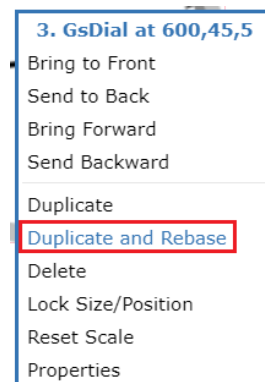 3. GsDial at 600,45,5
Bring to Front
Send to Back
Bring Forward
Send Backward
Duplicate
Duplicate and Rebase
Delete
Lock Size/Position
Reset Scale
Properties